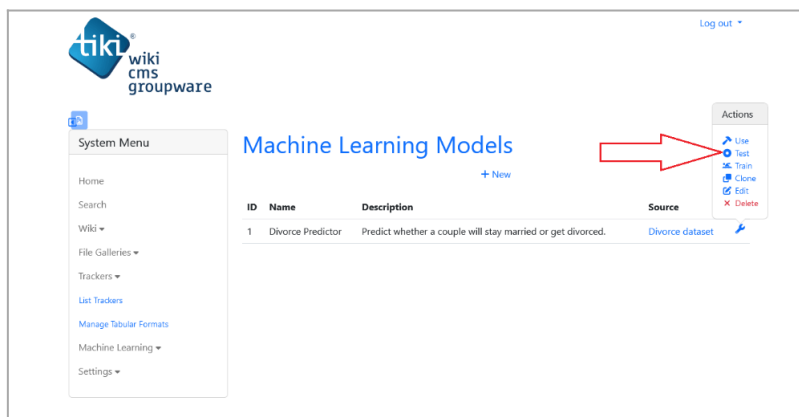 Log out
tiki®
wiki
cms
groupware
Actions
Use
Test
Train
Clone
Edit
Delete
System Menu
Home
Search
Wiki
File Galleries
Trackers
List Trackers
Manage Tabular Formats
Machine Learning
Settings
Machine Learning Models
+ New
ID Name Description Source
1 Divorce Predictor Predict whether a couple will stay married or get divorced. Divorce dataset